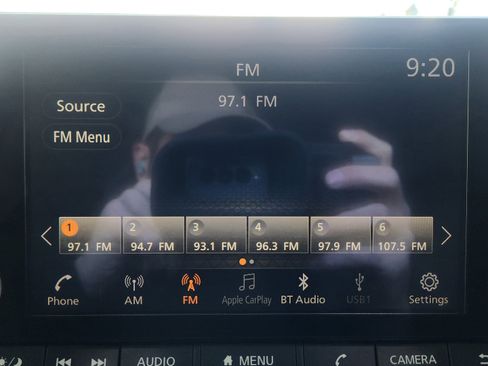 FM
9:20
97.1 FM
Source
FM Menu
1 2 3 4 5 6
97.1 FM 94.7 FM 93.1 FM 96.3 FM 97.9 FM 107.5 FM
Phone AM FM Apple CarPlay BT Audio USB1 Settings
AUDIO MENU CAMERA